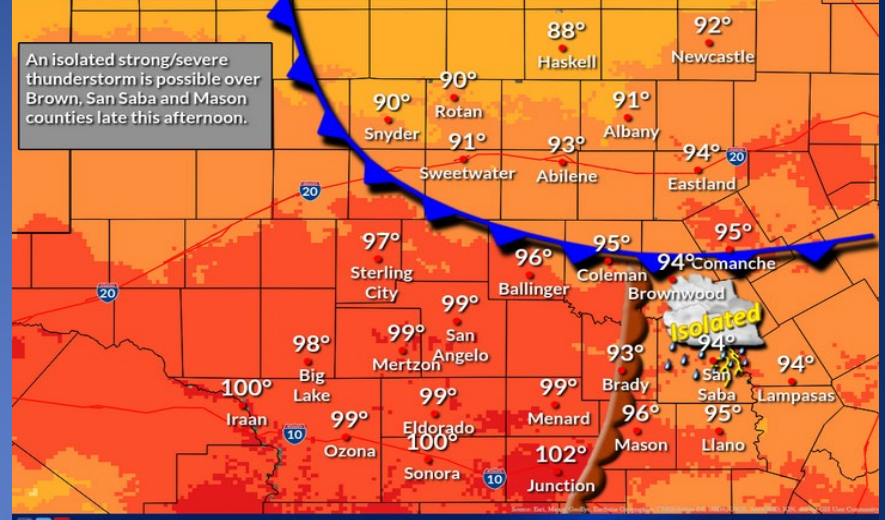 An isolated strong/severe
thunderstorm is possible over
Brown, San Saba and Mason
counties late this afternoon.
88°
Haskell
92°
Newcastle
90°
Rotan
90°
Snyder
91°
Albany
91°
Sweetwater
93°
Abilene
94°
Eastland
20
20
20
97°
Sterling
City
96°
Ballinger
95°
Coleman
95°
Comanche
94°
Brownwood
Isolated
99°
San
Angelo
99°
Mertzon
98°
Big
Lake
93°
Brady
94°
San
Saba
94°
Lampasas
100°
Iraan
99°
Ozona
99°
Eldorado
99°
Menard
96°
Mason
95°
Llano
100°
Sonora
102°
Junction
10
10